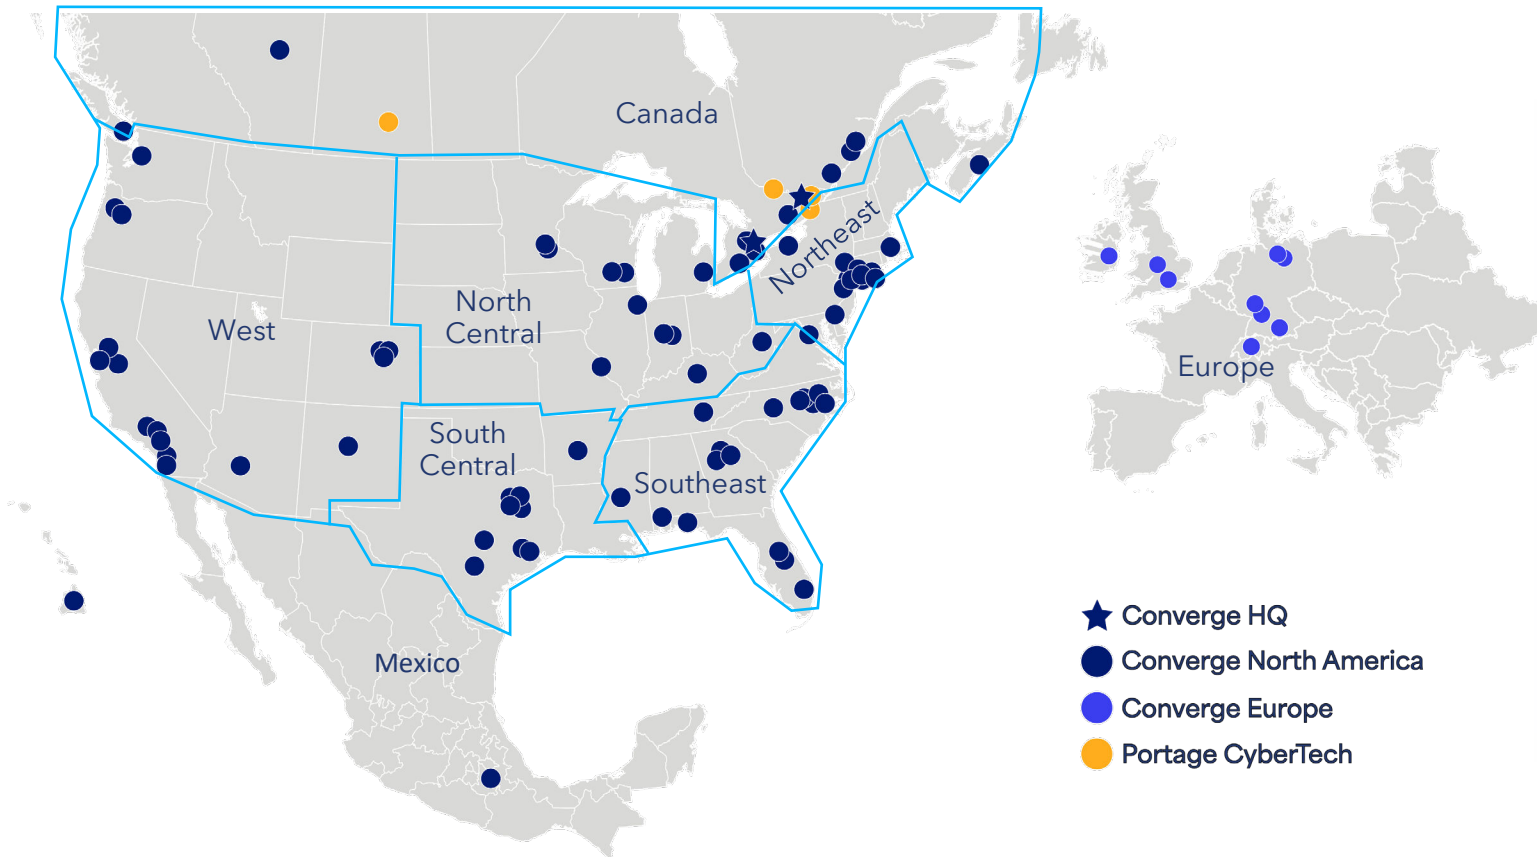 Canada
Northeast
North
Central
West
Europe
South
Central
Southeast
Mexico
Converge HQ
Converge North America
Converge Europe
Portage CyberTech